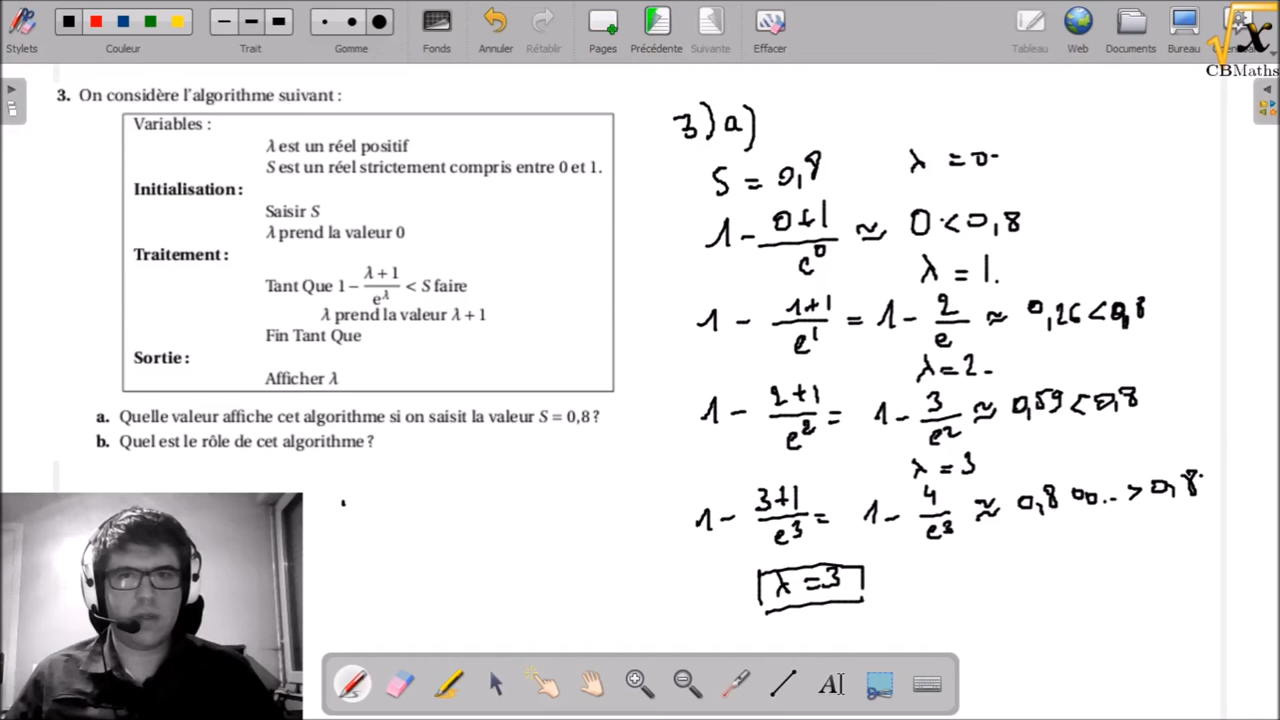 Stylets Couleur Trait Gomme Fonds Annuler Rétablir Pages Précédente Suivante Effacer Tableau Web Documents Bureau
CBMaths
3. On considère l'algorithme suivant :
Variables :
λ est un réel positif
S est un réel strictement compris entre 0 et 1.
Initialisation :
Saisir S
λ prend la valeur 0
Traitement :
Tant Que 1 − (λ + 1)/e^λ < S faire
λ prend la valeur λ + 1
Fin Tant Que
Sortie :
Afficher λ
a. Quelle valeur affiche cet algorithme si on saisit la valeur S = 0,8 ?
b. Quel est le rôle de cet algorithme ?
3) a)
S = 0,8 λ = 0
1 − (0+1)/e^0 ≈ 0 < 0,8
λ = 1.
1 − (1+1)/e^1 = 1 − 2/e ≈ 0,26 < 0,8
λ = 2
1 − (2+1)/e^2 = 1 − 3/e^2 ≈ 0,59 < 0,8
λ = 3
1 − (3+1)/e^3 = 1 − 4/e^3 ≈ 0,800... > 0,8
λ = 3
AI